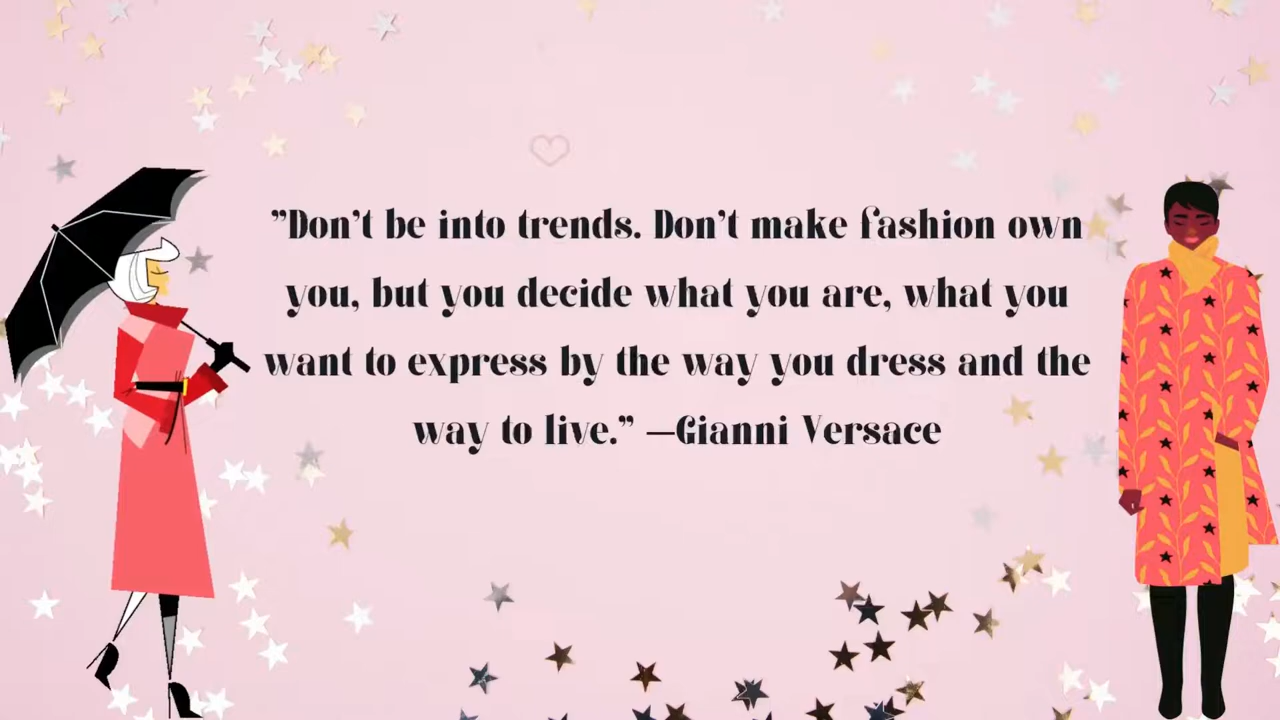 ”Don’t be into trends. Don’t make fashion own
you, but you decide what you are, what you
want to express by the way you dress and the
way to live.” —Gianni Versace